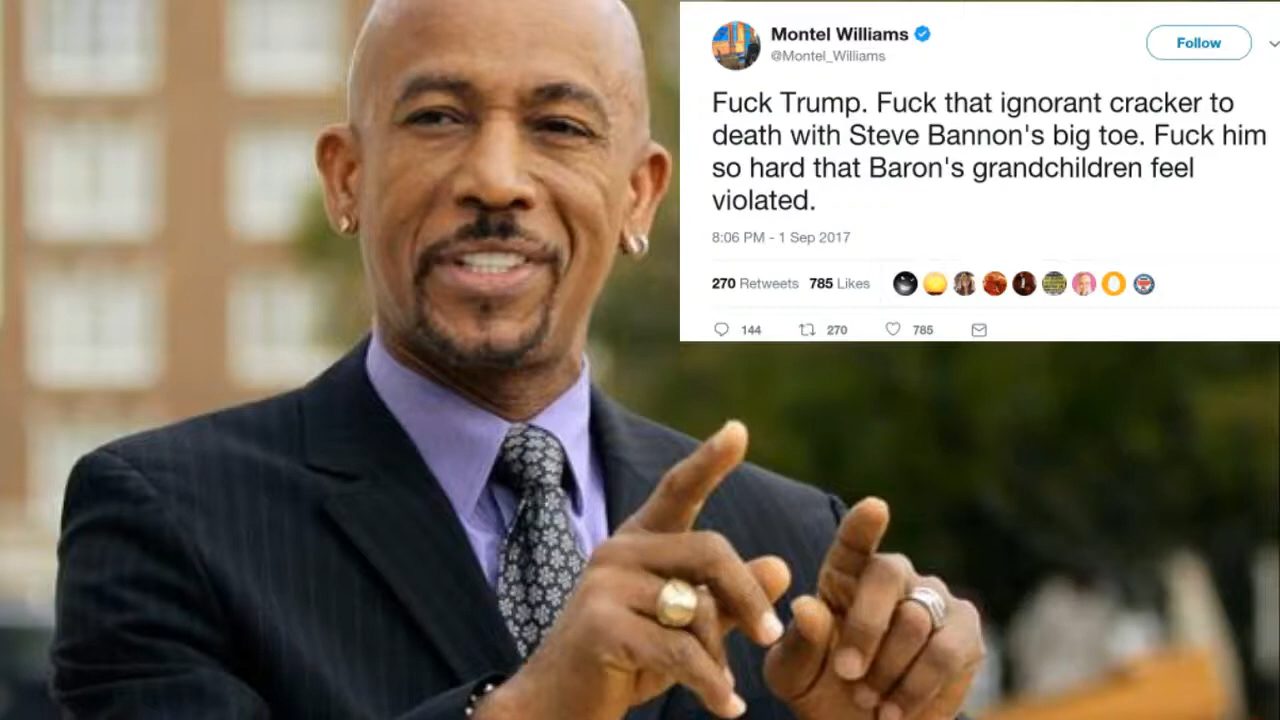 Montel Williams
@Montel_Williams
Follow
Fuck Trump. Fuck that ignorant cracker to
death with Steve Bannon's big toe. Fuck him
so hard that Baron's grandchildren feel
violated.
8:06 PM - 1 Sep 2017
270 Retweets 785 Likes
144 270 785